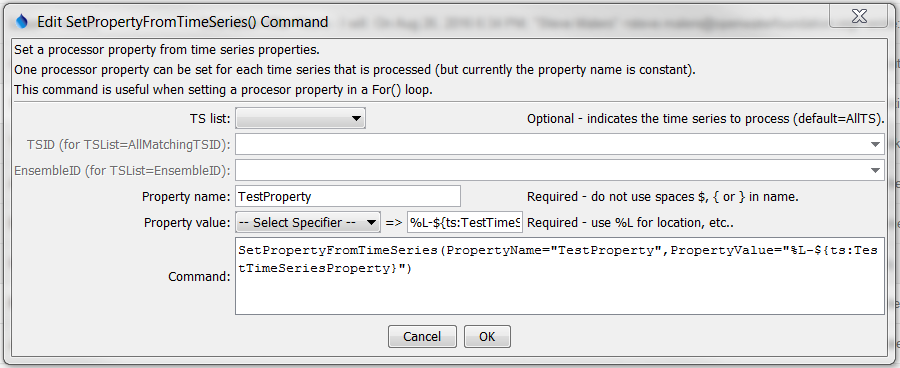 Edit SetPropertyFromTimeSeries() Command
Set a processor property from time series properties.
One processor property can be set for each time series that is processed (but currently the property name is constant).
This command is useful when setting a procesor property in a For() loop.
TS list: Optional - indicates the time series to process (default=AllTS).
TSID (for TSList=AllMatchingTSID):
EnsembleID (for TSList=EnsembleID):
Property name: TestProperty Required - do not use spaces $, { or } in name.
Property value: -- Select Specifier -- => %L-${ts:TestTimeS Required - use %L for location, etc..
SetPropertyFromTimeSeries(PropertyName="TestProperty",PropertyValue="%L-${ts:Tes
tTimeSeriesProperty}")
Command:
Cancel OK